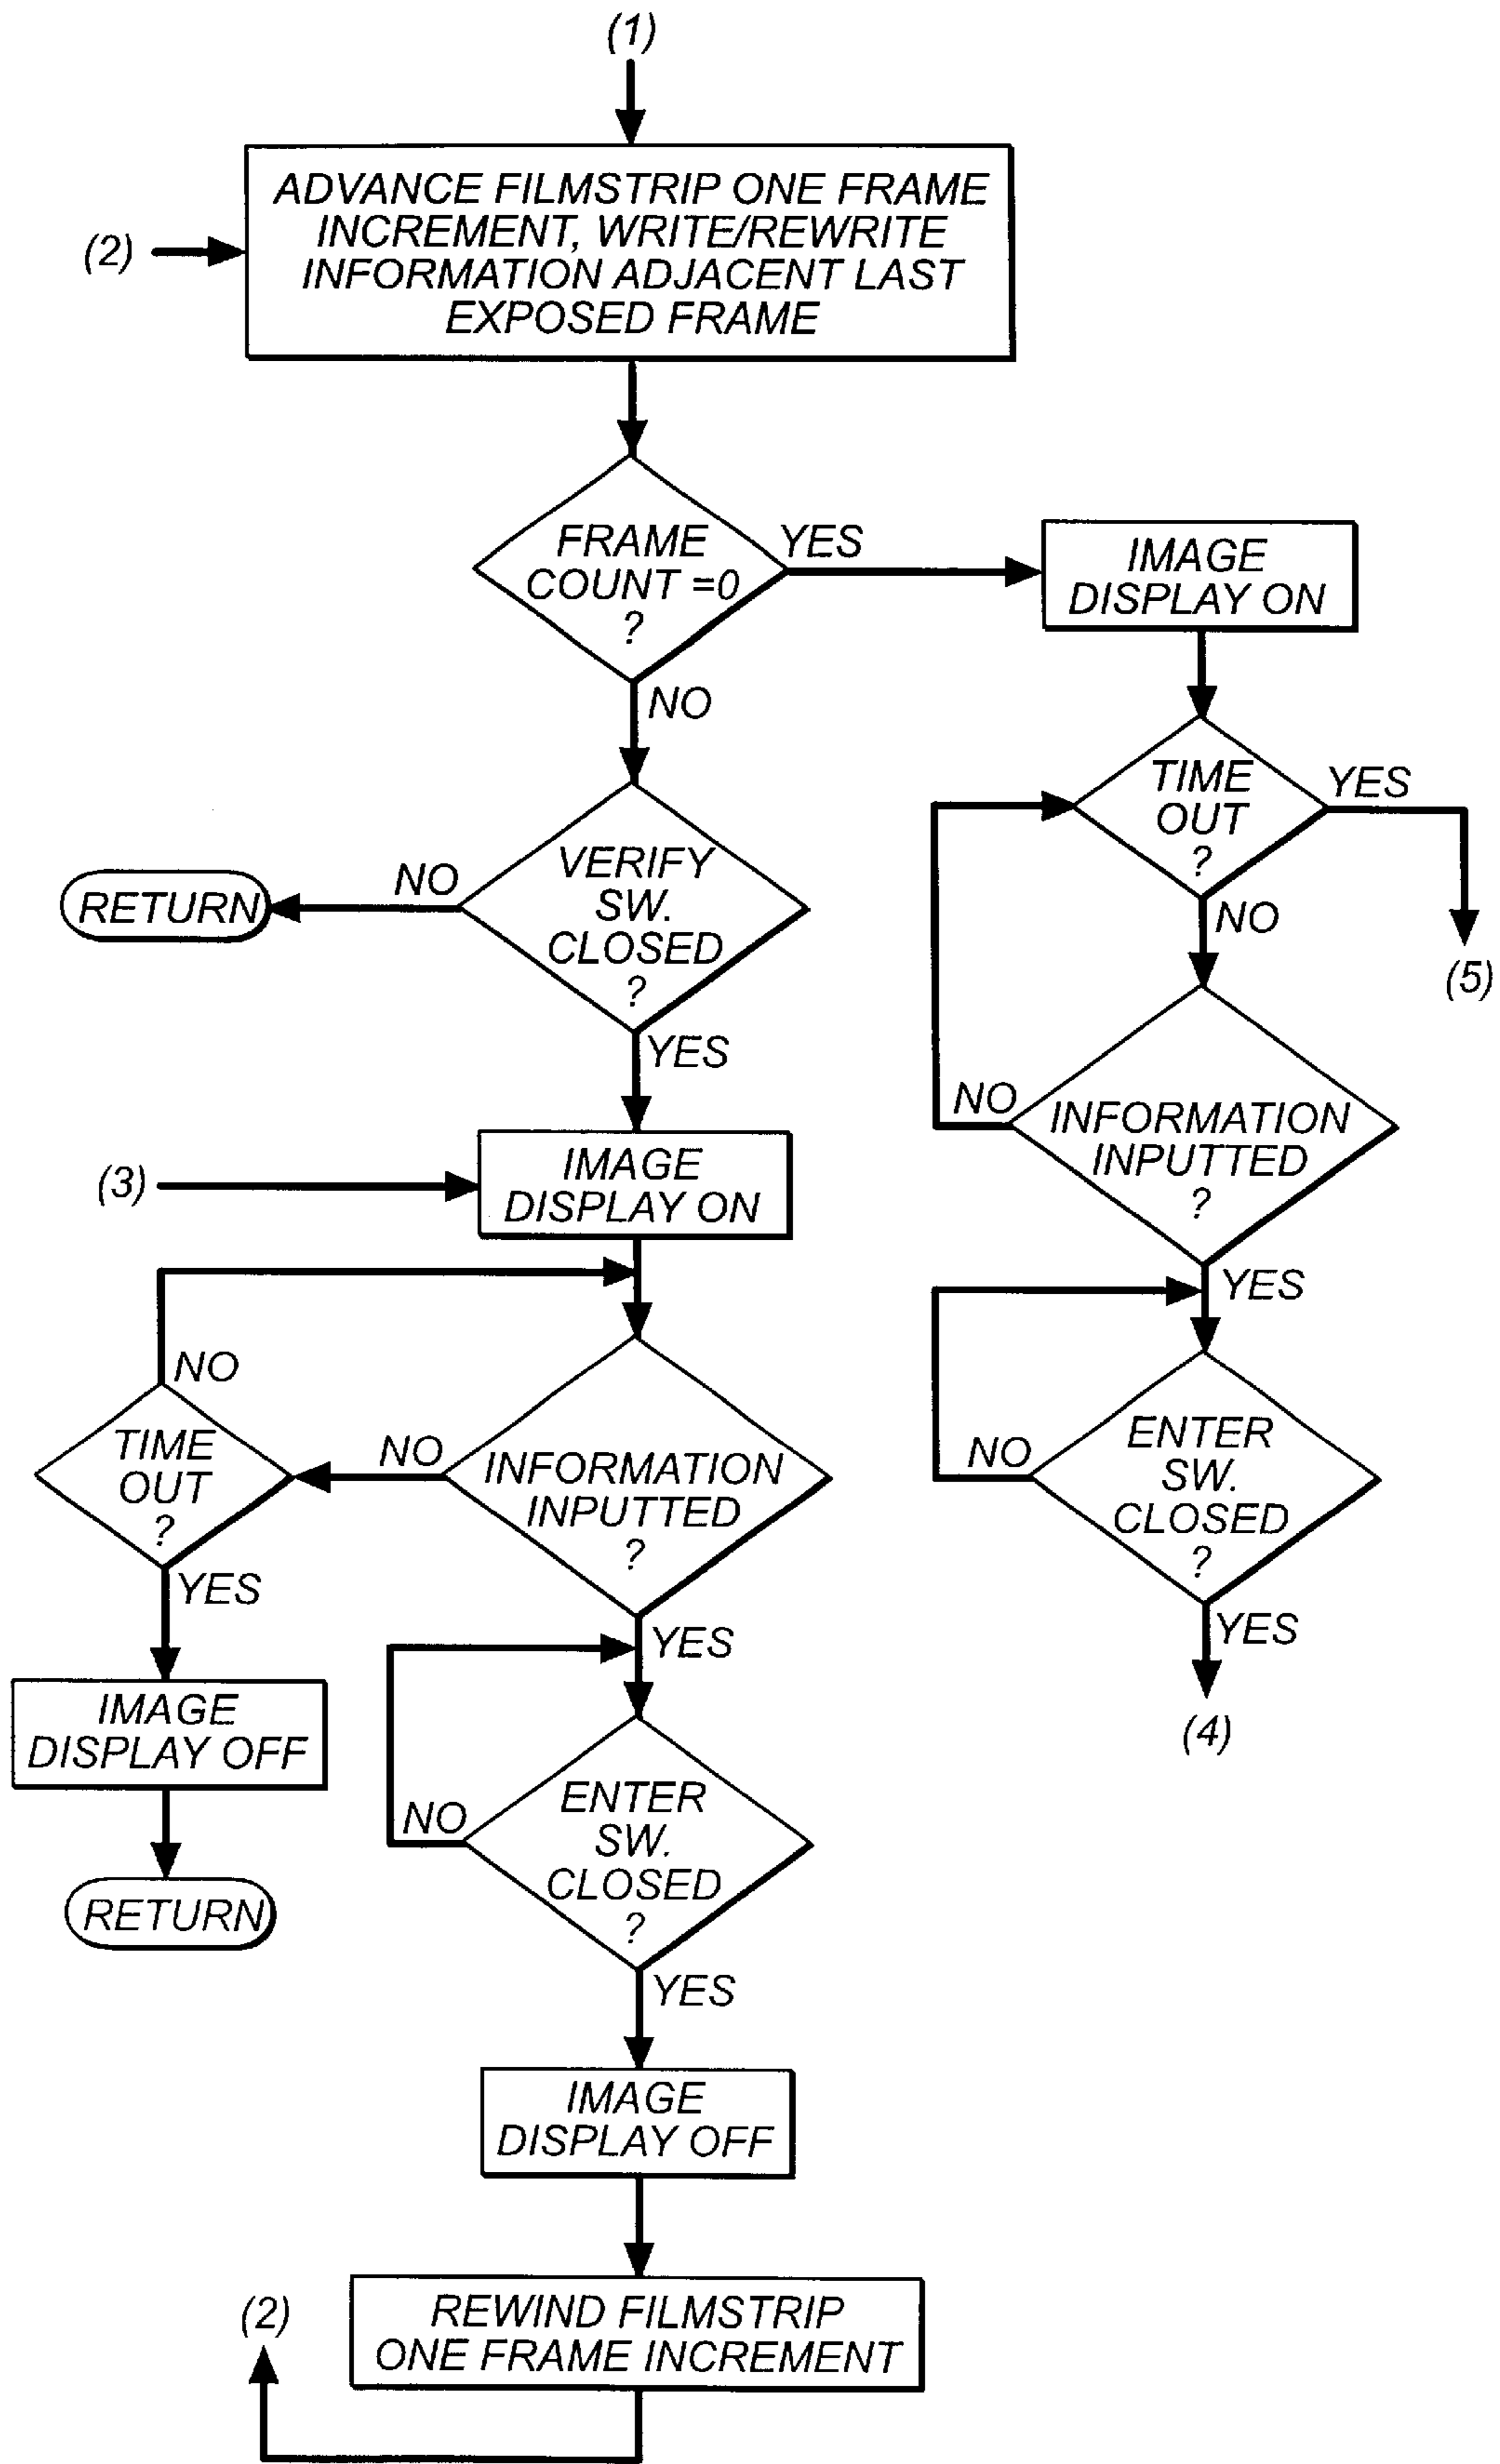 (1)
ADVANCE FILMSTRIP ONE FRAME
INCREMENT, WRITE/REWRITE
(2)
INFORMATION ADJACENT LAST
EXPOSED FRAME
FRAME
COUNT =0
?
YES
NO
IMAGE
DISPLAY ON
TIME
OUT
?
YES
NO
(5)
VERIFY
SW.
CLOSED
?
NO
RETURN
YES
INFORMATION
INPUTTED
?
NO
YES
(3)
IMAGE
DISPLAY ON
NO
TIME
OUT
?
NO
INFORMATION
INPUTTED
?
ENTER
SW.
CLOSED
?
NO
YES
(4)
YES
IMAGE
DISPLAY OFF
RETURN
YES
ENTER
SW.
CLOSED
?
NO
YES
IMAGE
DISPLAY OFF
(2)
REWIND FILMSTRIP
ONE FRAME INCREMENT